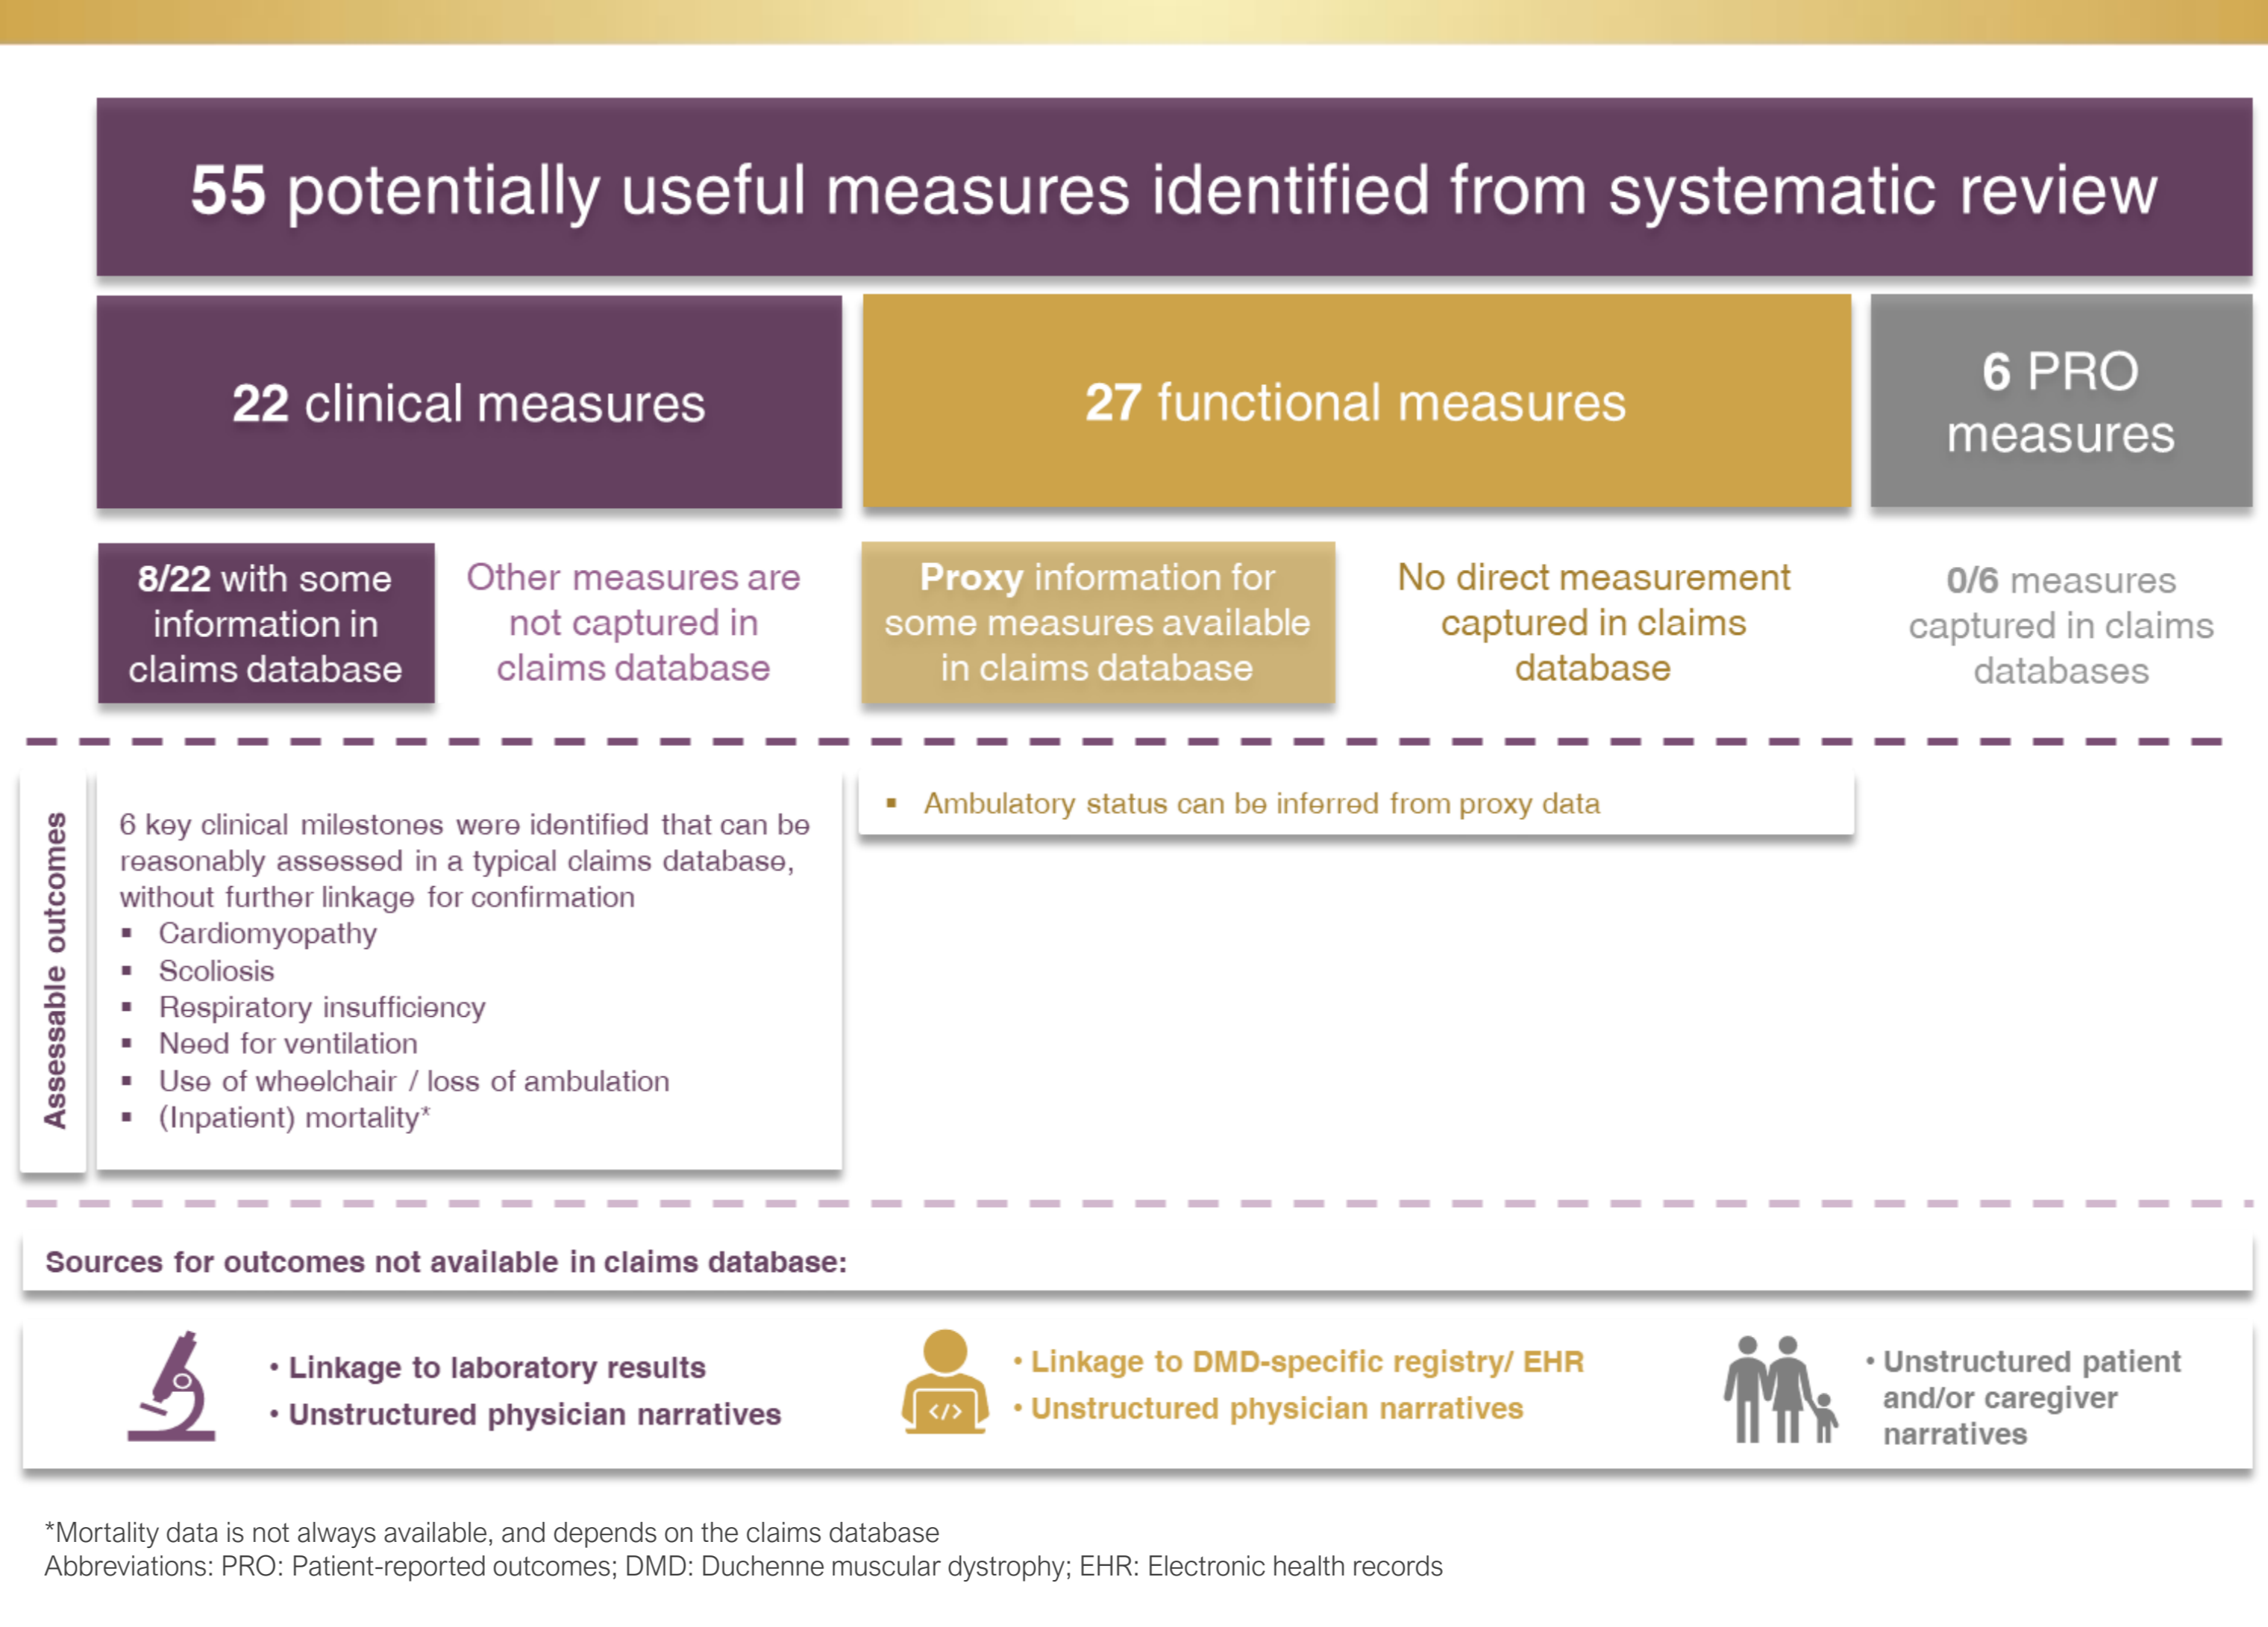 55 potentially useful measures identified from systematic review
22 clinical measures
27 functional measures
6 PRO
measures
8/22 with some
information in
claims database
Other measures are
not captured in
claims database
Proxy information for
some measures available
in claims database
No direct measurement
captured in claims
database
0/6 measures
captured in claims
databases
Assessable outcomes
6 key clinical milestones were identified that can be
reasonably assessed in a typical claims database,
without further linkage for confirmation
▪ Cardiomyopathy
▪ Scoliosis
▪ Respiratory insufficiency
▪ Need for ventilation
▪ Use of wheelchair / loss of ambulation
▪ (Inpatient) mortality*
▪ Ambulatory status can be inferred from proxy data
Sources for outcomes not available in claims database:
• Linkage to laboratory results
• Unstructured physician narratives
</>
• Linkage to DMD-specific registry/ EHR
• Unstructured physician narratives
• Unstructured patient
and/or caregiver
narratives
*Mortality data is not always available, and depends on the claims database
Abbreviations: PRO: Patient-reported outcomes; DMD: Duchenne muscular dystrophy; EHR: Electronic health records